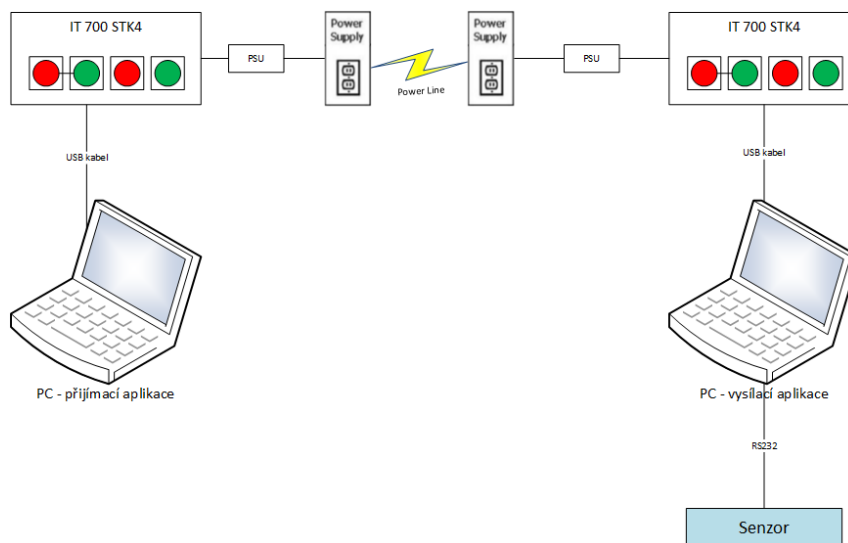 IT 700 STK4
PSU
Power
Supply
Power Line
Power
Supply
PSU
IT 700 STK4
USB kabel
USB kabel
PC - přijímací aplikace
PC - vysílací aplikace
RS232
Senzor